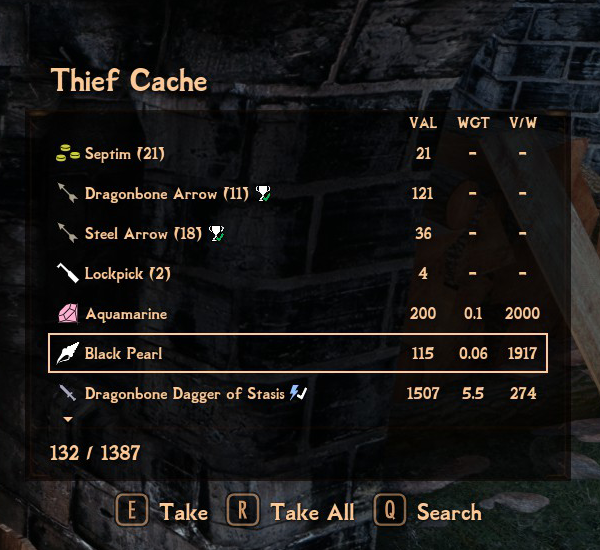 Thief Cache
VAL WGT V/W
Septim (21) 21 - -
Dragonbone Arrow (11) 121 - -
Steel Arrow (18) 36 - -
Lockpick (2) 4 - -
Aquamarine 200 0.1 2000
Black Pearl 115 0.06 1917
Dragonbone Dagger of Stasis 1507 5.5 274
132 / 1387
E Take R Take All Q Search